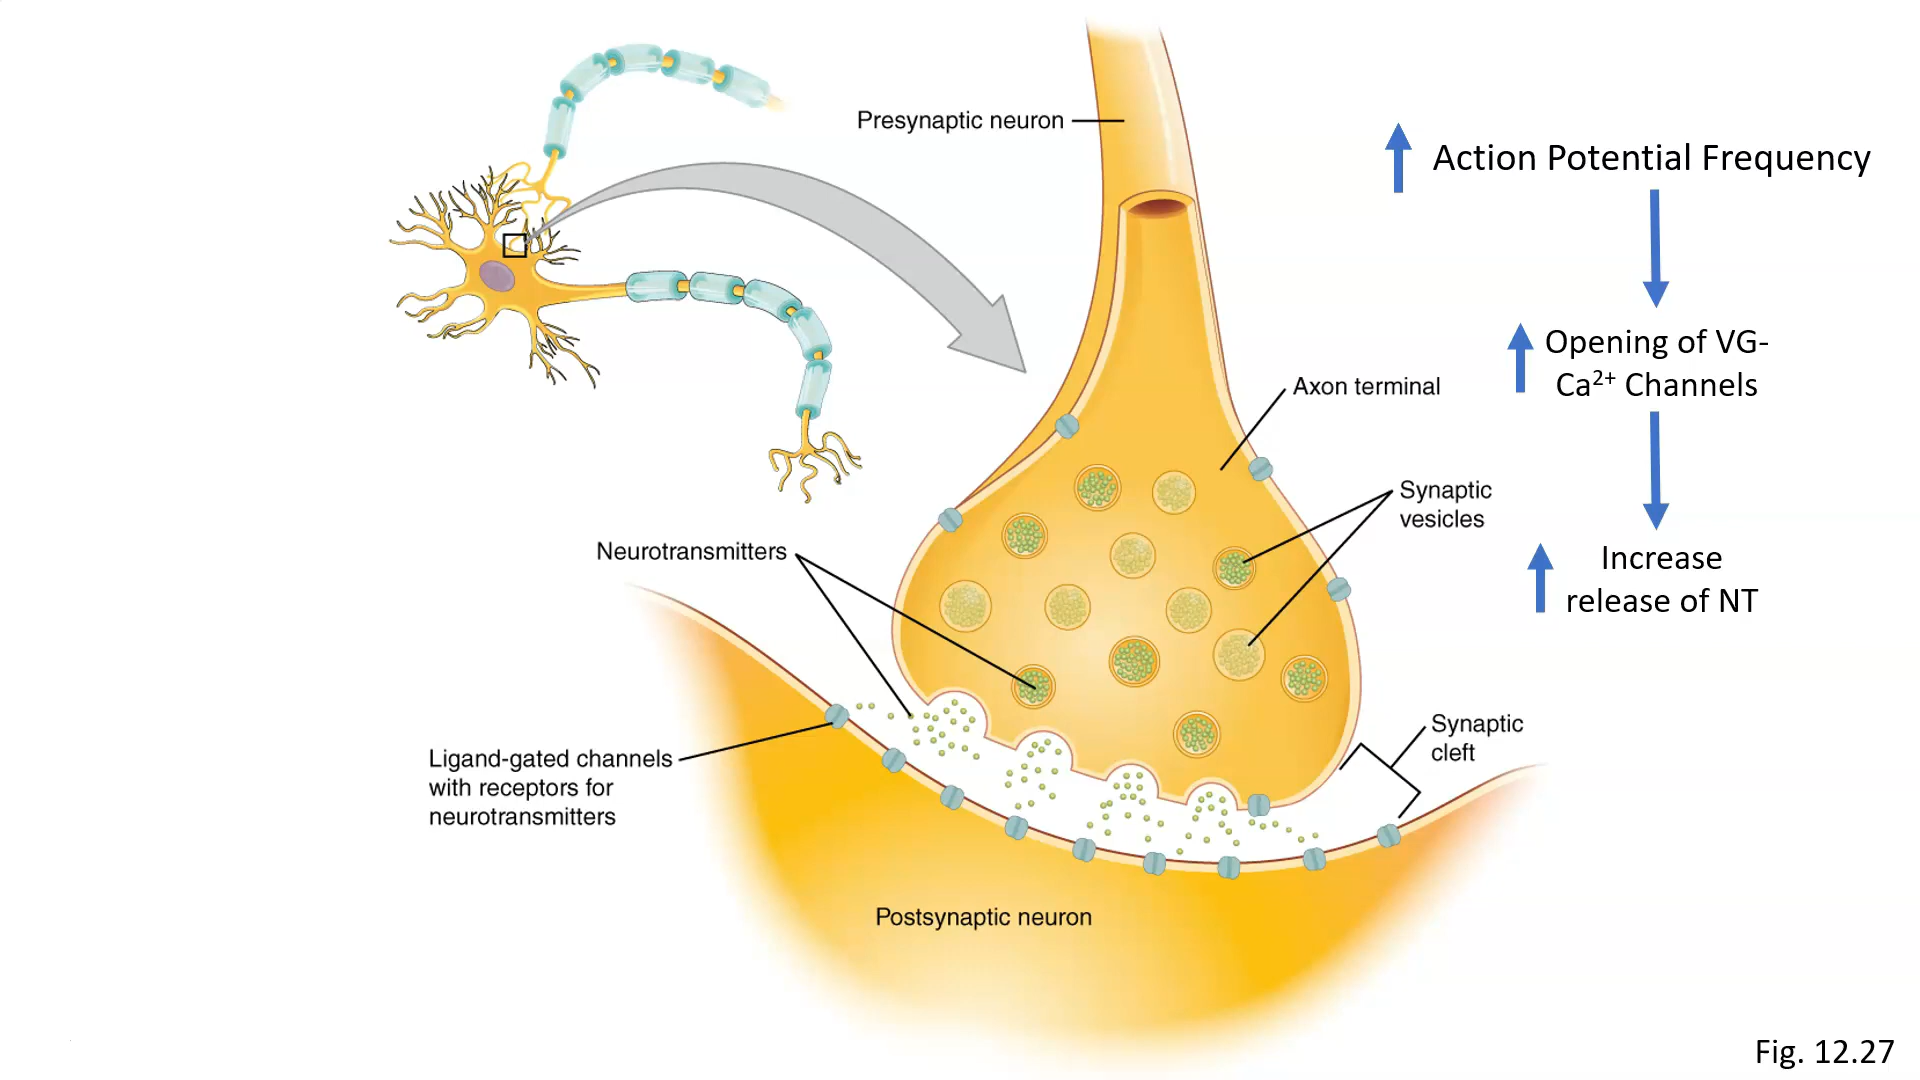 Presynaptic neuron
Action Potential Frequency
Opening of VG-
Ca²⁺ Channels
Axon terminal
Synaptic
vesicles
Neurotransmitters
Increase
release of NT
Synaptic
cleft
Ligand-gated channels
with receptors for
neurotransmitters
Postsynaptic neuron
Fig. 12.27